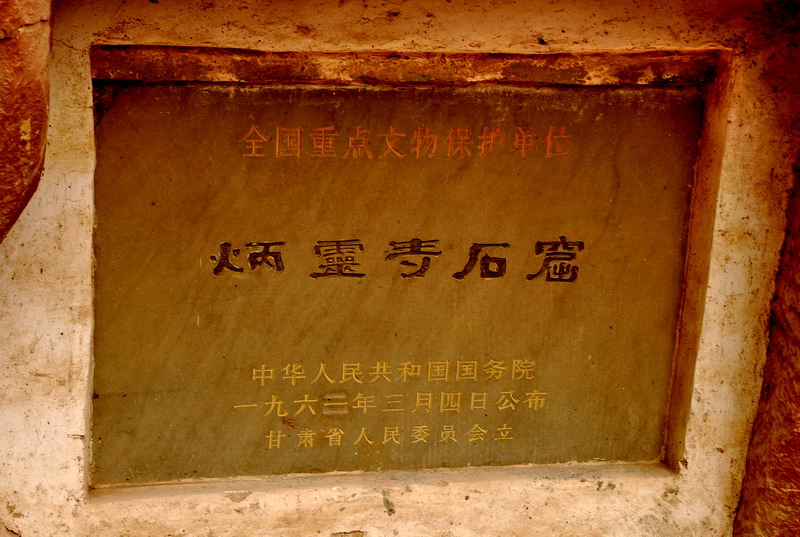 全国重点文物保护单位
炳靈寺石窟
中华人民共和国国务院
一九六一年三月四日公布
甘肃省人民委员会立